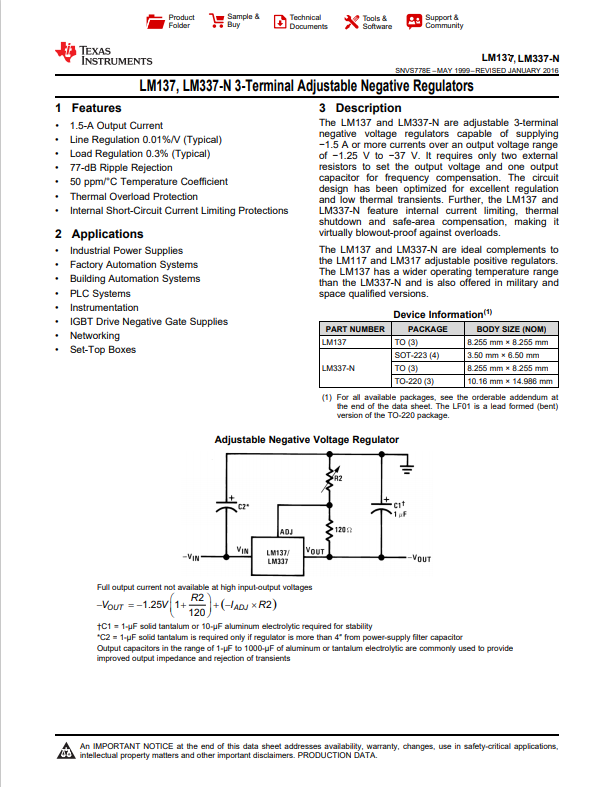 Product Folder
Sample & Buy
Technical Documents
Tools & Software
Support & Community
TEXAS INSTRUMENTS
LM137, LM337-N
SNVS778E –MAY 1999–REVISED JANUARY 2016
LM137, LM337-N 3-Terminal Adjustable Negative Regulators
1 Features
• 1.5-A Output Current
• Line Regulation 0.01%/V (Typical)
• Load Regulation 0.3% (Typical)
• 77-dB Ripple Rejection
• 50 ppm/°C Temperature Coefficient
• Thermal Overload Protection
• Internal Short-Circuit Current Limiting Protections
2 Applications
• Industrial Power Supplies
• Factory Automation Systems
• Building Automation Systems
• PLC Systems
• Instrumentation
• IGBT Drive Negative Gate Supplies
• Networking
• Set-Top Boxes
3 Description
The LM137 and LM337-N are adjustable 3-terminal
negative voltage regulators capable of supplying
−1.5 A or more currents over an output voltage range
of −1.25 V to −37 V. It requires only two external
resistors to set the output voltage and one output
capacitor for frequency compensation. The circuit
design has been optimized for excellent regulation
and low thermal transients. Further, the LM137 and
LM337-N feature internal current limiting, thermal
shutdown and safe-area compensation, making it
virtually blowout-proof against overloads.
The LM137 and LM337-N are ideal complements to
the LM117 and LM317 adjustable positive regulators.
The LM137 has a wider operating temperature range
than the LM337-N and is also offered in military and
space qualified versions.
Device Information(1)
PART NUMBER PACKAGE BODY SIZE (NOM)
LM137 TO (3) 8.255 mm × 8.255 mm
SOT-223 (4) 3.50 mm × 6.50 mm
LM337-N TO (3) 8.255 mm × 8.255 mm
TO-220 (3) 10.16 mm × 14.986 mm
(1) For all available packages, see the orderable addendum at
the end of the data sheet. The LF01 is a lead formed (bent)
version of the TO-220 package.
Adjustable Negative Voltage Regulator
R2
+
C2*
+
C1†
1 µF
ADJ
120Ω
−VIN
VIN
LM137/
LM337
VOUT
−VOUT
Full output current not available at high input-output voltages
−VOUT = −1.25V(1+ R2/120)+(−IADJ × R2)
†C1 = 1-µF solid tantalum or 10-µF aluminum electrolytic required for stability
*C2 = 1-µF solid tantalum is required only if regulator is more than 4″ from power-supply filter capacitor
Output capacitors in the range of 1-µF to 1000-µF of aluminum or tantalum electrolytic are commonly used to provide
improved output impedance and rejection of transients
An IMPORTANT NOTICE at the end of this data sheet addresses availability, warranty, changes, use in safety-critical applications,
intellectual property matters and other important disclaimers. PRODUCTION DATA.